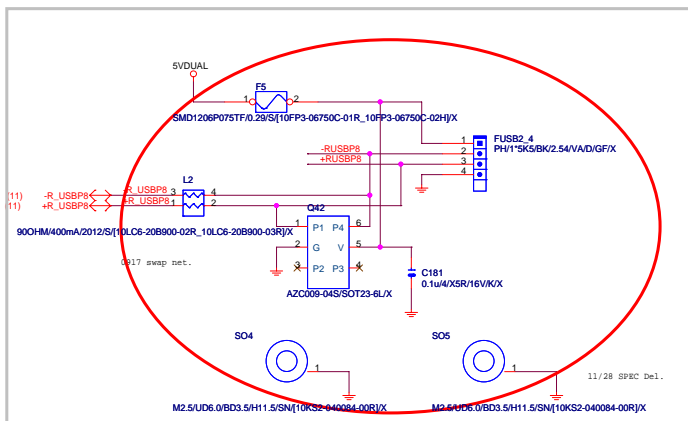 5VDUAL
F5
1 2
SMD1206P075TF/0.29/S/[10FP3-06750C-01R_10FP3-06750C-02H]/X
FUSB2_4
PH/1*5K5/BK/2.54/VA/D/GF/X
1
2
3
4
-RUSBP8
+RUSBP8
L2
(11) -R_USBP8 -R_USBP8 3 4
11) +R_USBP8 +R_USBP8 1 2
90OHM/400mA/2012/S/[10LC6-20B900-02R_10LC6-20B900-03R]/X
0917 swap net.
Q42
1 P1 P4 6
2 G V 5
3 P2 P3 4
AZC009-04S/SOT23-6L/X
C181
0.1u/4/X5R/16V/K/X
SO4
1
M2.5/UD6.0/BD3.5/H11.5/SN/[10KS2-040084-00R]/X
SO5
1
M2.5/UD6.0/BD3.5/H11.5/SN/[10KS2-040084-00R]/X
11/28 SPEC Del.